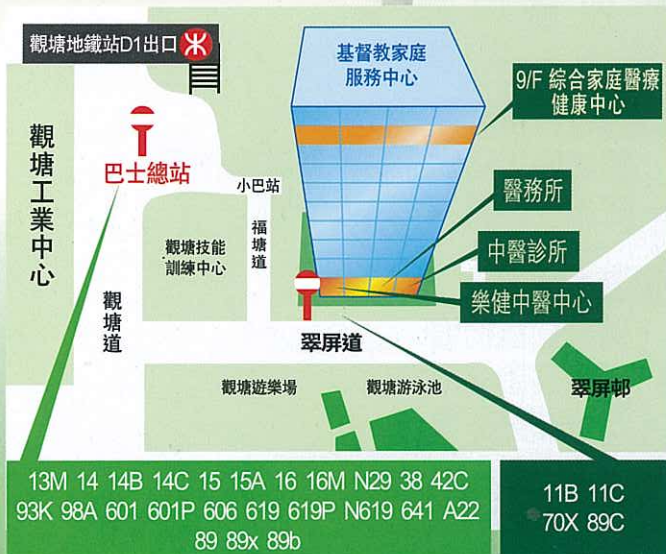 觀塘地鐵站D1出口
基督教家庭
服務中心
9/F 綜合家庭醫療
健康中心
觀塘工業中心
巴士總站
小巴站
醫務所
福塘道
觀塘技能
訓練中心
中醫診所
樂健中醫中心
觀塘道
翠屏道
觀塘遊樂場
觀塘游泳池
翠屏邨
13M 14 14B 14C 15 15A 16 16M N29 38 42C
93K 98A 601 601P 606 619 619P N619 641 A22
89 89x 89b
11B 11C
70X 89C